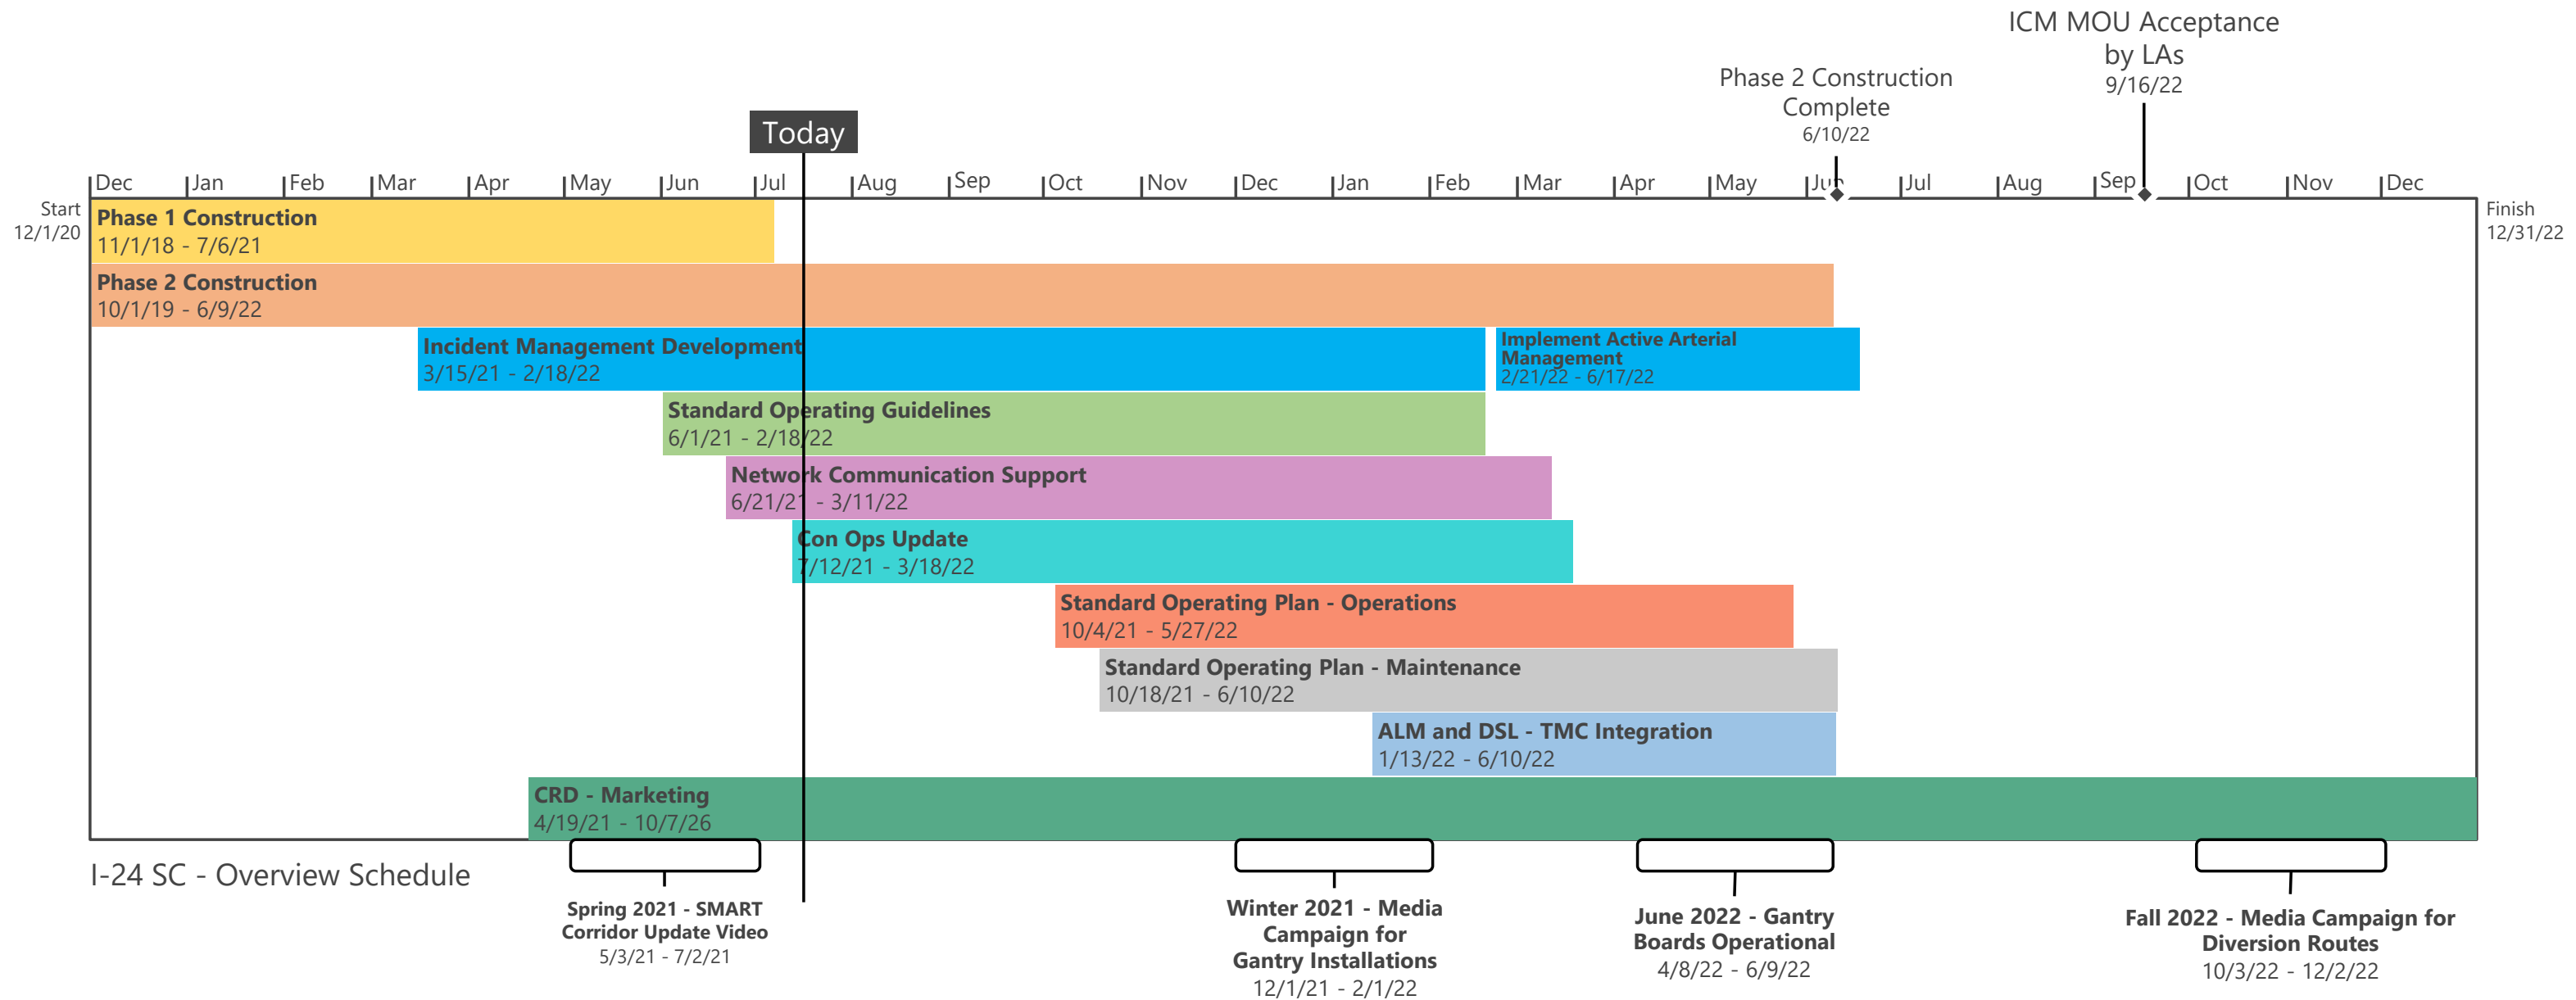 ICM MOU Acceptance
by LAs
9/16/22
Phase 2 Construction
Complete
6/10/22
Today
Dec Jan Feb Mar Apr May Jun Jul Aug Sep Oct Nov Dec Jan Feb Mar Apr May Jun Jul Aug Sep Oct Nov Dec
Start
12/1/20
Finish
12/31/22
Phase 1 Construction
11/1/18 - 7/6/21
Phase 2 Construction
10/1/19 - 6/9/22
Incident Management Development
3/15/21 - 2/18/22
Implement Active Arterial
Management
2/21/22 - 6/17/22
Standard Operating Guidelines
6/1/21 - 2/18/22
Network Communication Support
6/21/21 - 3/11/22
Con Ops Update
7/12/21 - 3/18/22
Standard Operating Plan - Operations
10/4/21 - 5/27/22
Standard Operating Plan - Maintenance
10/18/21 - 6/10/22
ALM and DSL - TMC Integration
1/13/22 - 6/10/22
CRD - Marketing
4/19/21 - 10/7/26
I-24 SC - Overview Schedule
Spring 2021 - SMART
Corridor Update Video
5/3/21 - 7/2/21
Winter 2021 - Media
Campaign for
Gantry Installations
12/1/21 - 2/1/22
June 2022 - Gantry
Boards Operational
4/8/22 - 6/9/22
Fall 2022 - Media Campaign for
Diversion Routes
10/3/22 - 12/2/22